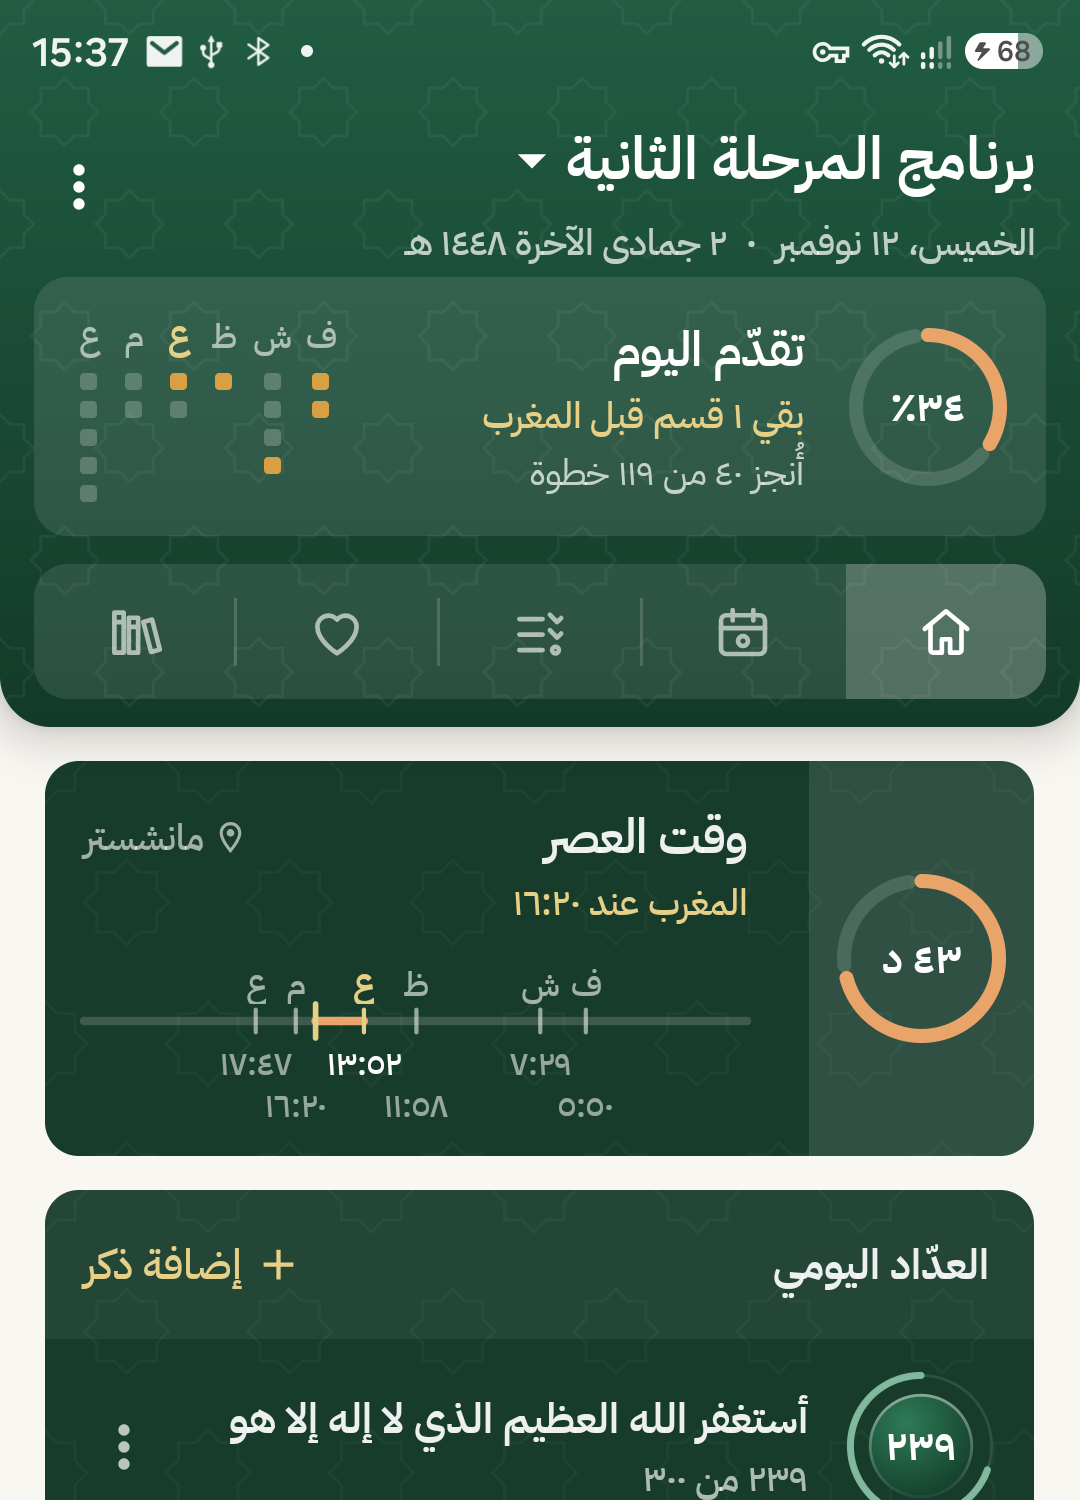 15:37
68
برنامج المرحلة الثانية
الخميس، ١٢ نوفمبر · ٢ جمادى الآخرة ١٤٤٨ هـ
٣٤٪
تقدّم اليوم
بقي ١ قسم قبل المغرب
أُنجز ٤٠ من ١١٩ خطوة
ف ش ظ ع م ع
وقت العصر
مانشستر
المغرب عند ١٦:٢٠
٤٣ د
ف ش ظ ع م ع
٧:٢٩ ١٣:٥٢ ١٧:٤٧
٥:٥٠ ١١:٥٨ ١٦:٢٠
العدّاد اليومي
إضافة ذكر
٢٣٩
أستغفر الله العظيم الذي لا إله إلا هو
٢٣٩ من ٣٠٠